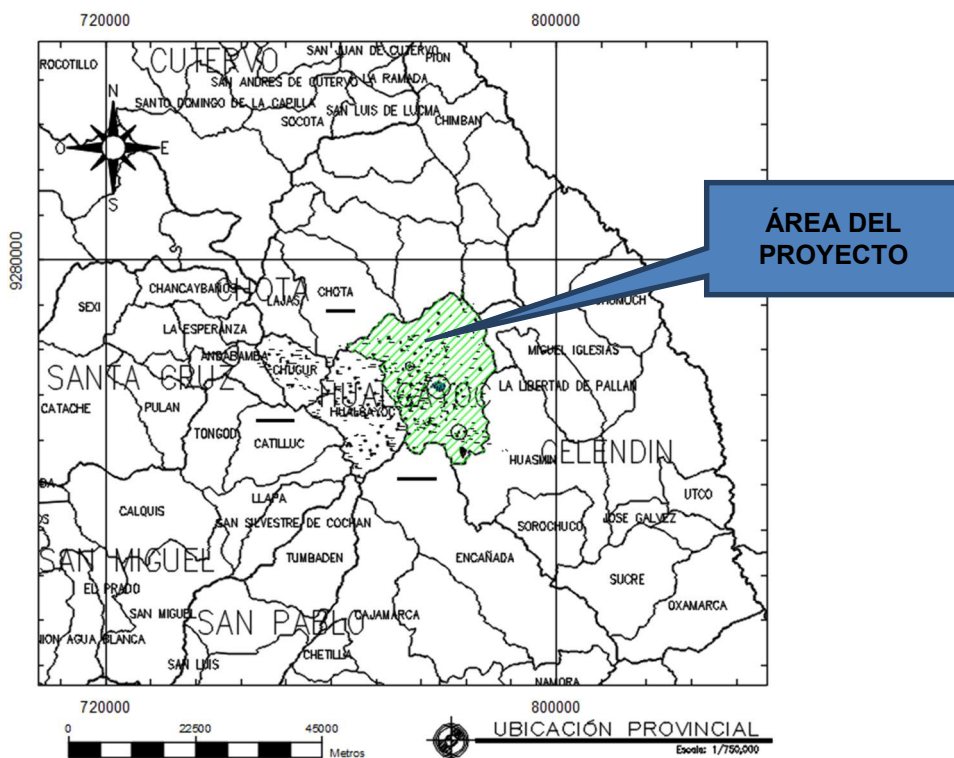 720000
800000
SAN JUAN DE CUTERVO
PION
CUTERVO
ROCOTILLO
SAN ANDRES DE CUTERVO
LA RAMADA
N
SANTO DOMINGO DE LA CAPILLA
SAN LUIS DE LUCMA
SOCOTA
CHIMBAN
O
E
S
ÁREA DEL
PROYECTO
9280000
CHANCAYBAÑOS
CHOTA
LAJAS
CHOTA
SEXI
LA ESPERANZA
ANDABAMBA
MIGUEL IGLESIAS
CHUGUR
SANTA CRUZ
LA LIBERTAD DE PALLAN
HUALGAYOC
CATACHE
PULAN
HUALGAYOC
TONGOD
CATILLUC
CELENDIN
HUASMIN
LLAPA
UTCO
CALQUIS
SAN SILVESTRE DE COCHAN
SOROCHUCO
JOSE GALVEZ
SAN MIGUEL
TUMBADEN
ENCAÑADA
SUCRE
EL PRADO
OXAMARCA
SAN MIGUEL
SAN PABLO
CAJAMARCA
NION AGUA BLANCA
CHETILLA
SAN LUIS
NAMORA
720000
800000
0
22500
45000
Metros
UBICACIÓN PROVINCIAL
Escala: 1/750,000